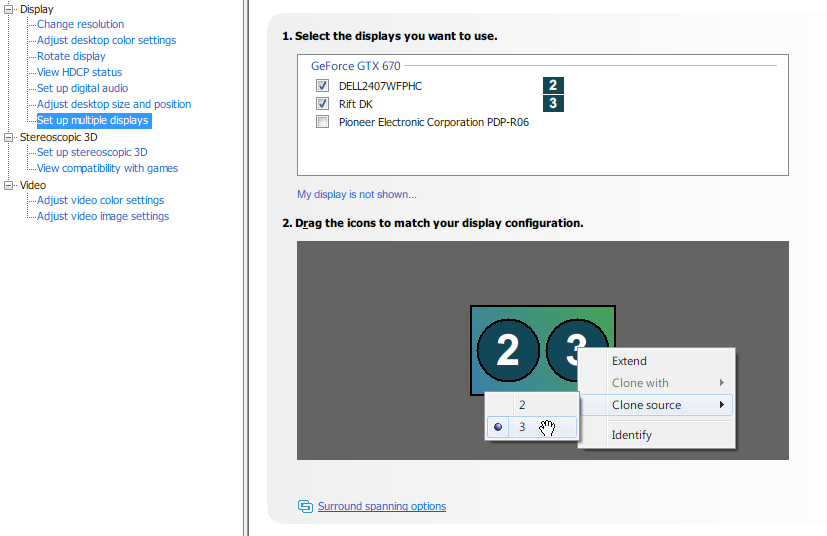 Display
Change resolution
Adjust desktop color settings
Rotate display
View HDCP status
Set up digital audio
Adjust desktop size and position
Set up multiple displays
Stereoscopic 3D
Set up stereoscopic 3D
View compatibility with games
Video
Adjust video color settings
Adjust video image settings
1. Select the displays you want to use.
GeForce GTX 670
DELL2407WFPHC 2
Rift DK 3
Pioneer Electronic Corporation PDP-R06
My display is not shown...
2. Drag the icons to match your display configuration.
2 3
Extend
Clone with
Clone source
Identify
2
3
Surround spanning options